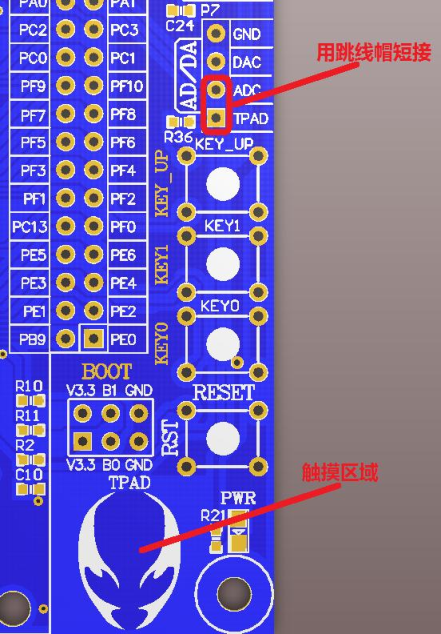 PA0 PA1
P7
C24
PC2 PC3
GND
用跳线帽短接
AD/DA
DAC
PC0 PC1
ADC
PF9 PF10
TPAD
PF7 PF8
R36
KEY_UP
PF5 PF6
KEY_UP
PF3 PF4
PF1 PF2
PC13 PF0
KEY1
PE5 PE6
KEY1
PE3 PE4
PE1 PE2
KEY0
PB9 PE0
KEY0
BOOT
R10
V3.3 B1 GND
RESET
R11
R2
RST
V3.3 B0 GND
C10
TPAD
触摸区域
PWR
R21